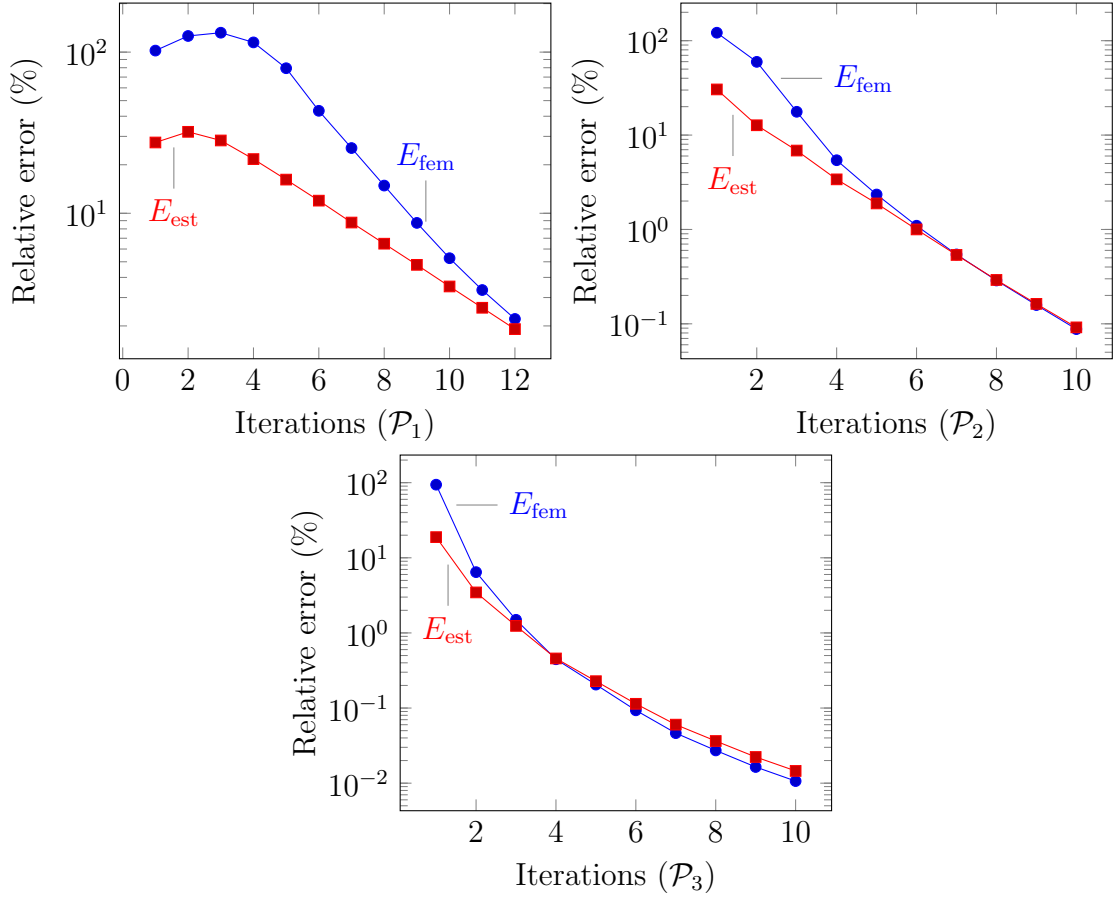 Relative error (%)
10^2
10^1
E_fem
E_est
0 2 4 6 8 10 12
Iterations (𝒫_1)
Relative error (%)
10^2
10^1
10^0
10^−1
E_fem
E_est
2 4 6 8 10
Iterations (𝒫_2)
Relative error (%)
10^2
10^1
10^0
10^−1
10^−2
E_fem
E_est
2 4 6 8 10
Iterations (𝒫_3)